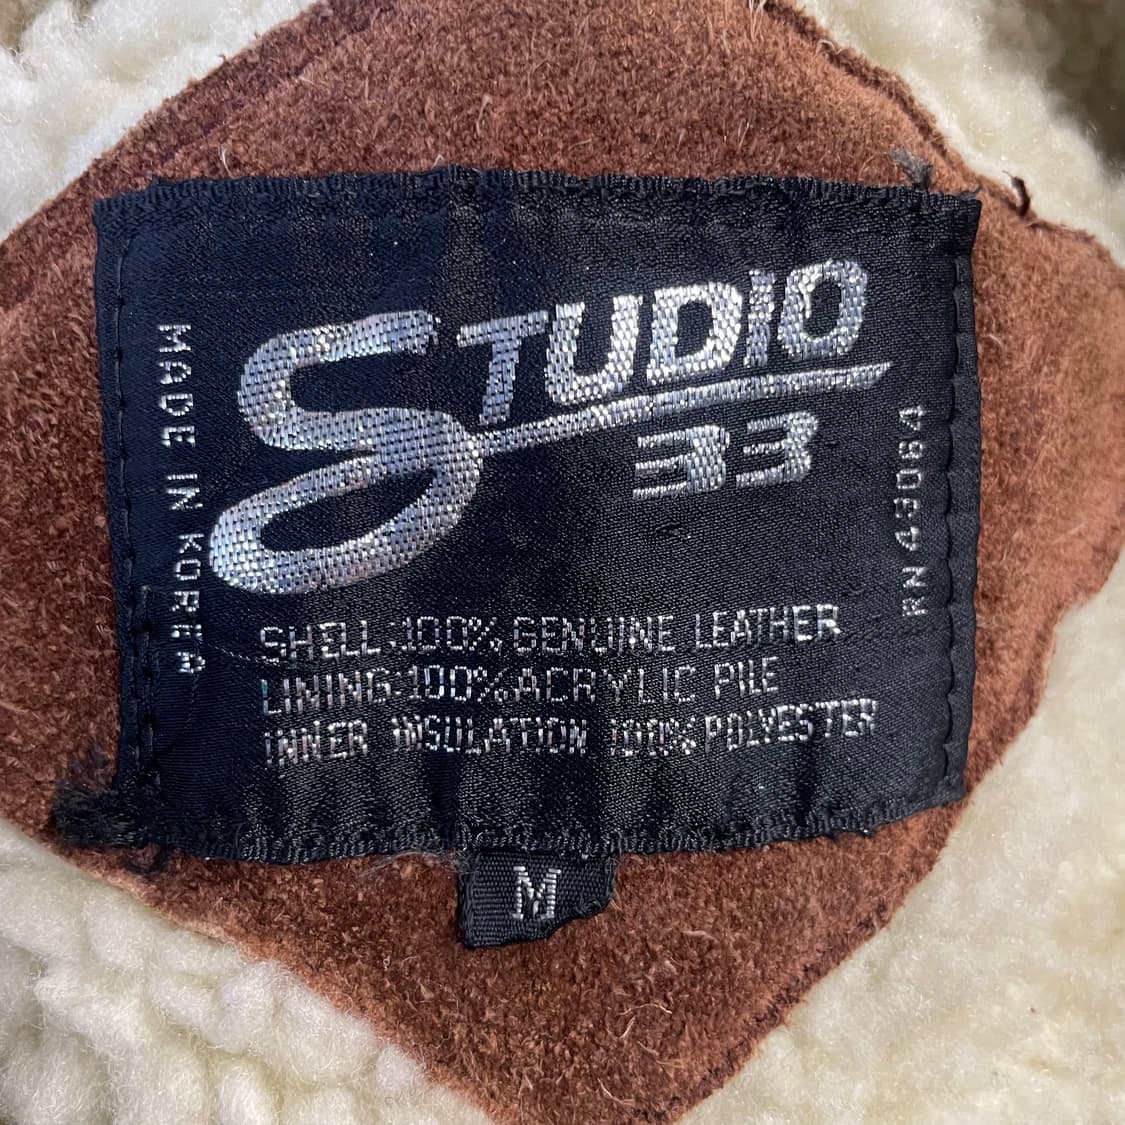 STUDIO
33
MADE IN KOREA
RN 43064
SHELL:100% GENUINE LEATHER
LINING:100% ACRYLIC PILE
INNER INSULATION 100% POLYESTER
M